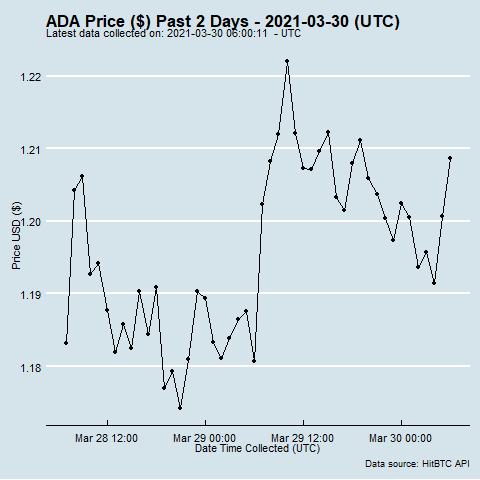 ADA Price ($) Past 2 Days - 2021-03-30 (UTC)
Latest data collected on: 2021-03-30 06:00:11  - UTC
1.22
1.21
1.20
1.19
1.18
Price USD ($)
Mar 28 12:00 Mar 29 00:00 Mar 29 12:00 Mar 30 00:00
Date Time Collected (UTC)
Data source: HitBTC API